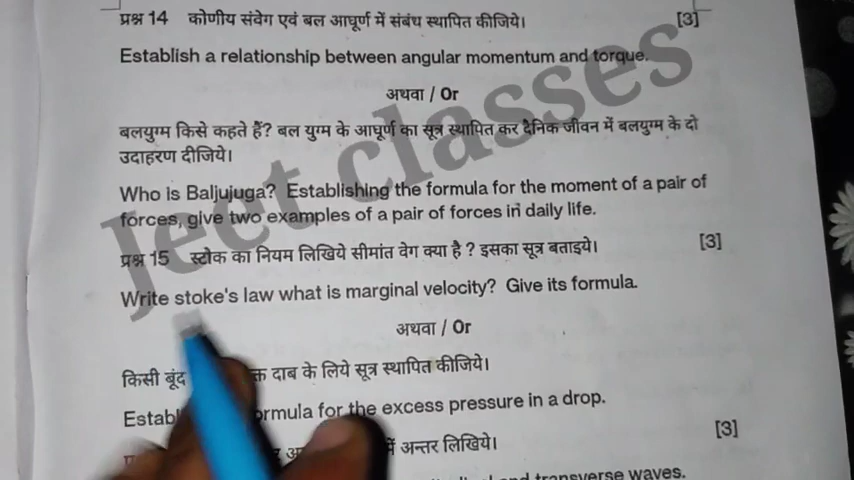 प्रश्न 14 कोणीय संवेग एवं बल आघूर्ण में संबंध स्थापित कीजिये। [3]
Establish a relationship between angular momentum and torque.
अथवा / Or
बलयुग्म किसे कहते हैं? बल युग्म के आघूर्ण का सूत्र स्थापित कर दैनिक जीवन में बलयुग्म के दो
उदाहरण दीजिये।
Who is Baljujuga? Establishing the formula for the moment of a pair of
forces, give two examples of a pair of forces in daily life.
प्रश्न 15 स्टोक का नियम लिखिये सीमांत वेग क्या है ? इसका सूत्र बताइये। [3]
Write stoke's law what is marginal velocity? Give its formula.
अथवा / Or
किसी बूंद दाब के लिये सूत्र स्थापित कीजिये।
for the excess pressure in a drop.
में अन्तर लिखिये। [3]
and transverse waves.
Jeet classes